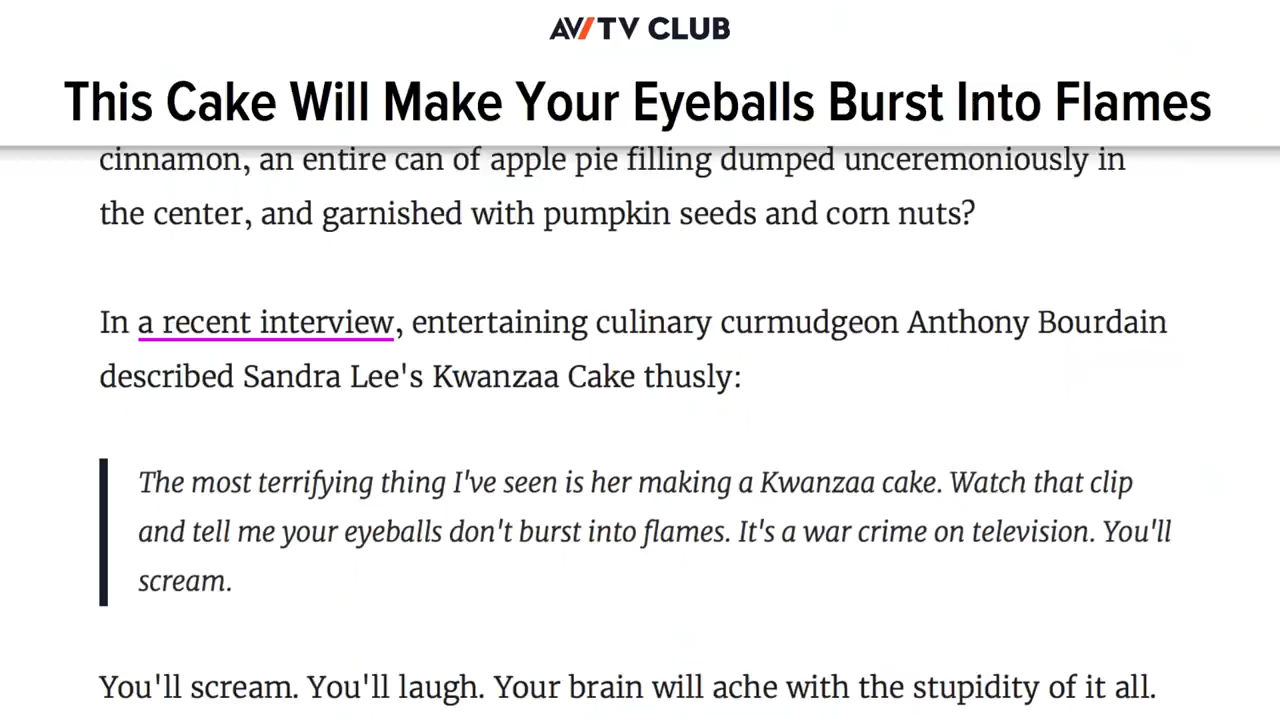 AV/TV CLUB
This Cake Will Make Your Eyeballs Burst Into Flames
cinnamon, an entire can of apple pie filling dumped unceremoniously in
the center, and garnished with pumpkin seeds and corn nuts?
In a recent interview, entertaining culinary curmudgeon Anthony Bourdain
described Sandra Lee's Kwanzaa Cake thusly:
The most terrifying thing I've seen is her making a Kwanzaa cake. Watch that clip
and tell me your eyeballs don't burst into flames. It's a war crime on television. You'll
scream.
You'll scream. You'll laugh. Your brain will ache with the stupidity of it all.